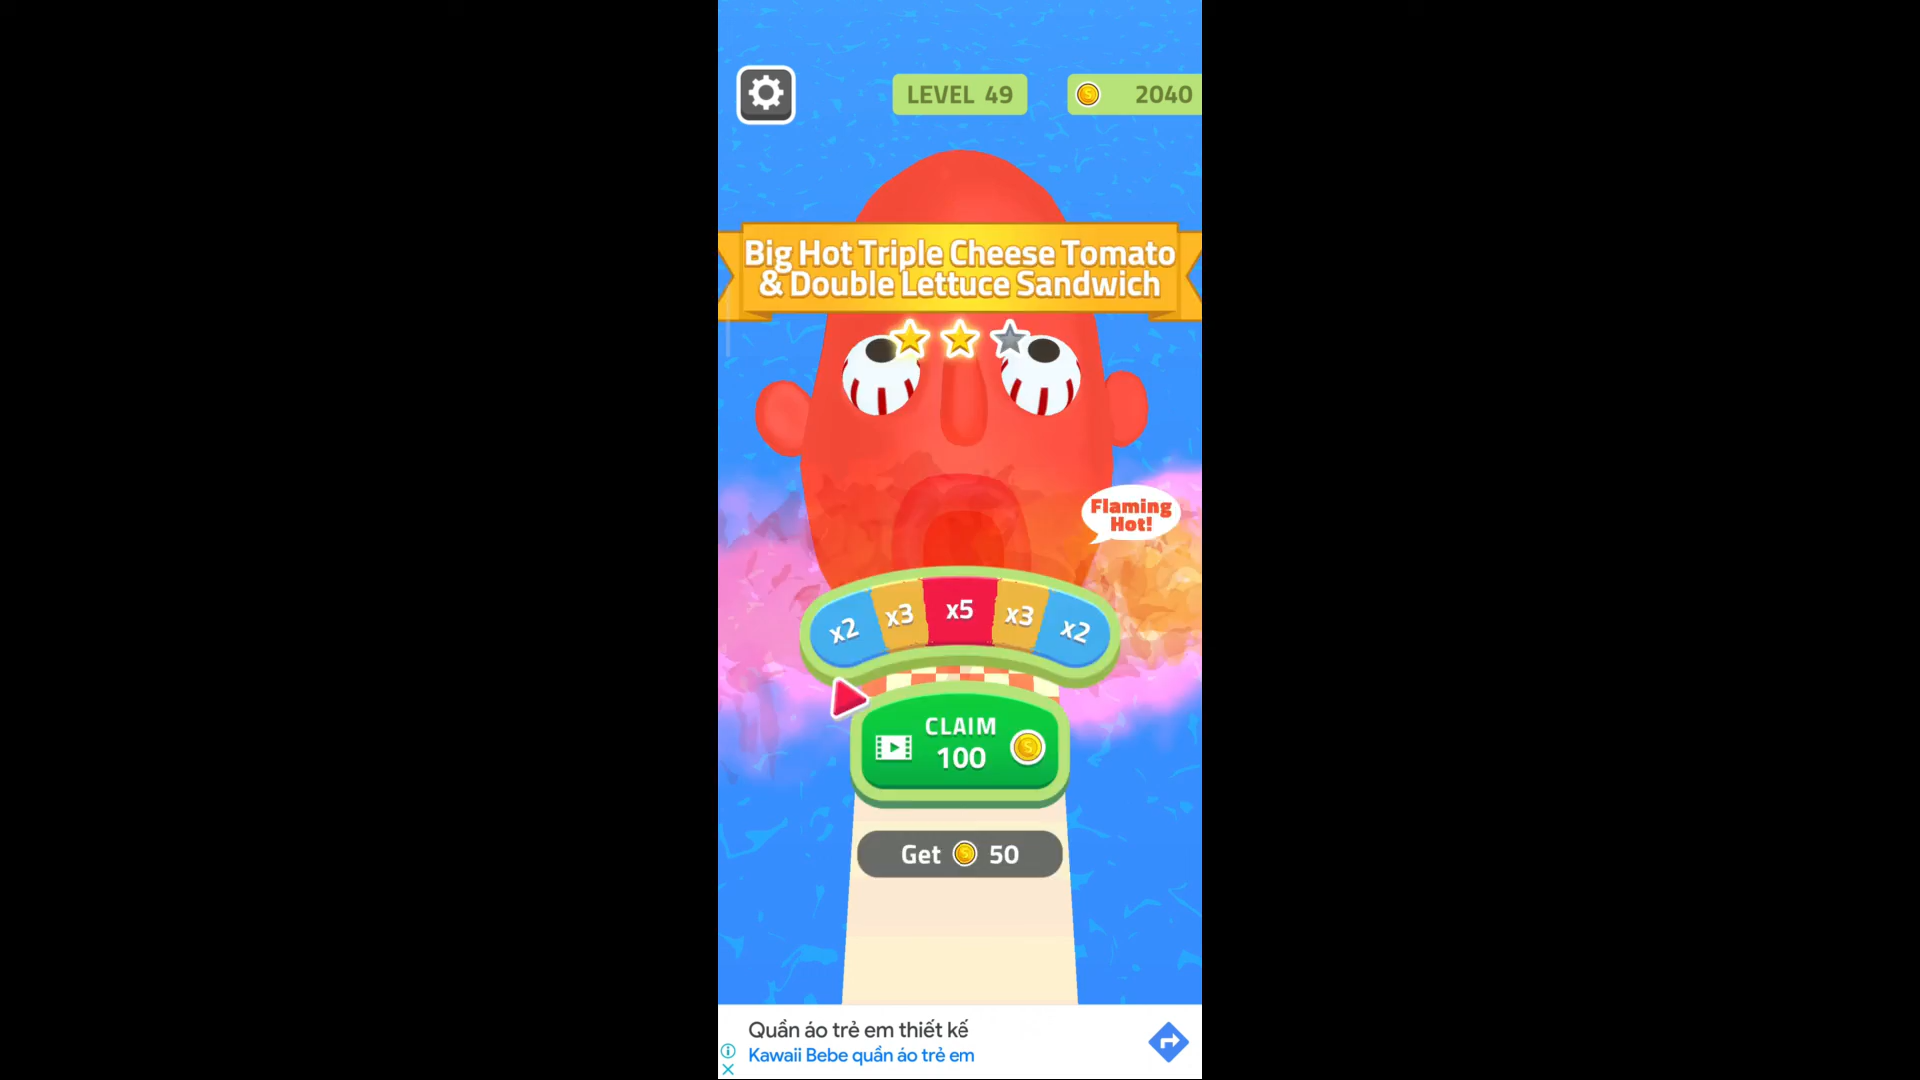 LEVEL 49
2040
Big Hot Triple Cheese Tomato
& Double Lettuce Sandwich
Flaming
Hot!
x2
x3
x5
x3
x2
CLAIM
100
Get 50
Quần áo trẻ em thiết kế
Kawaii Bebe quần áo trẻ em